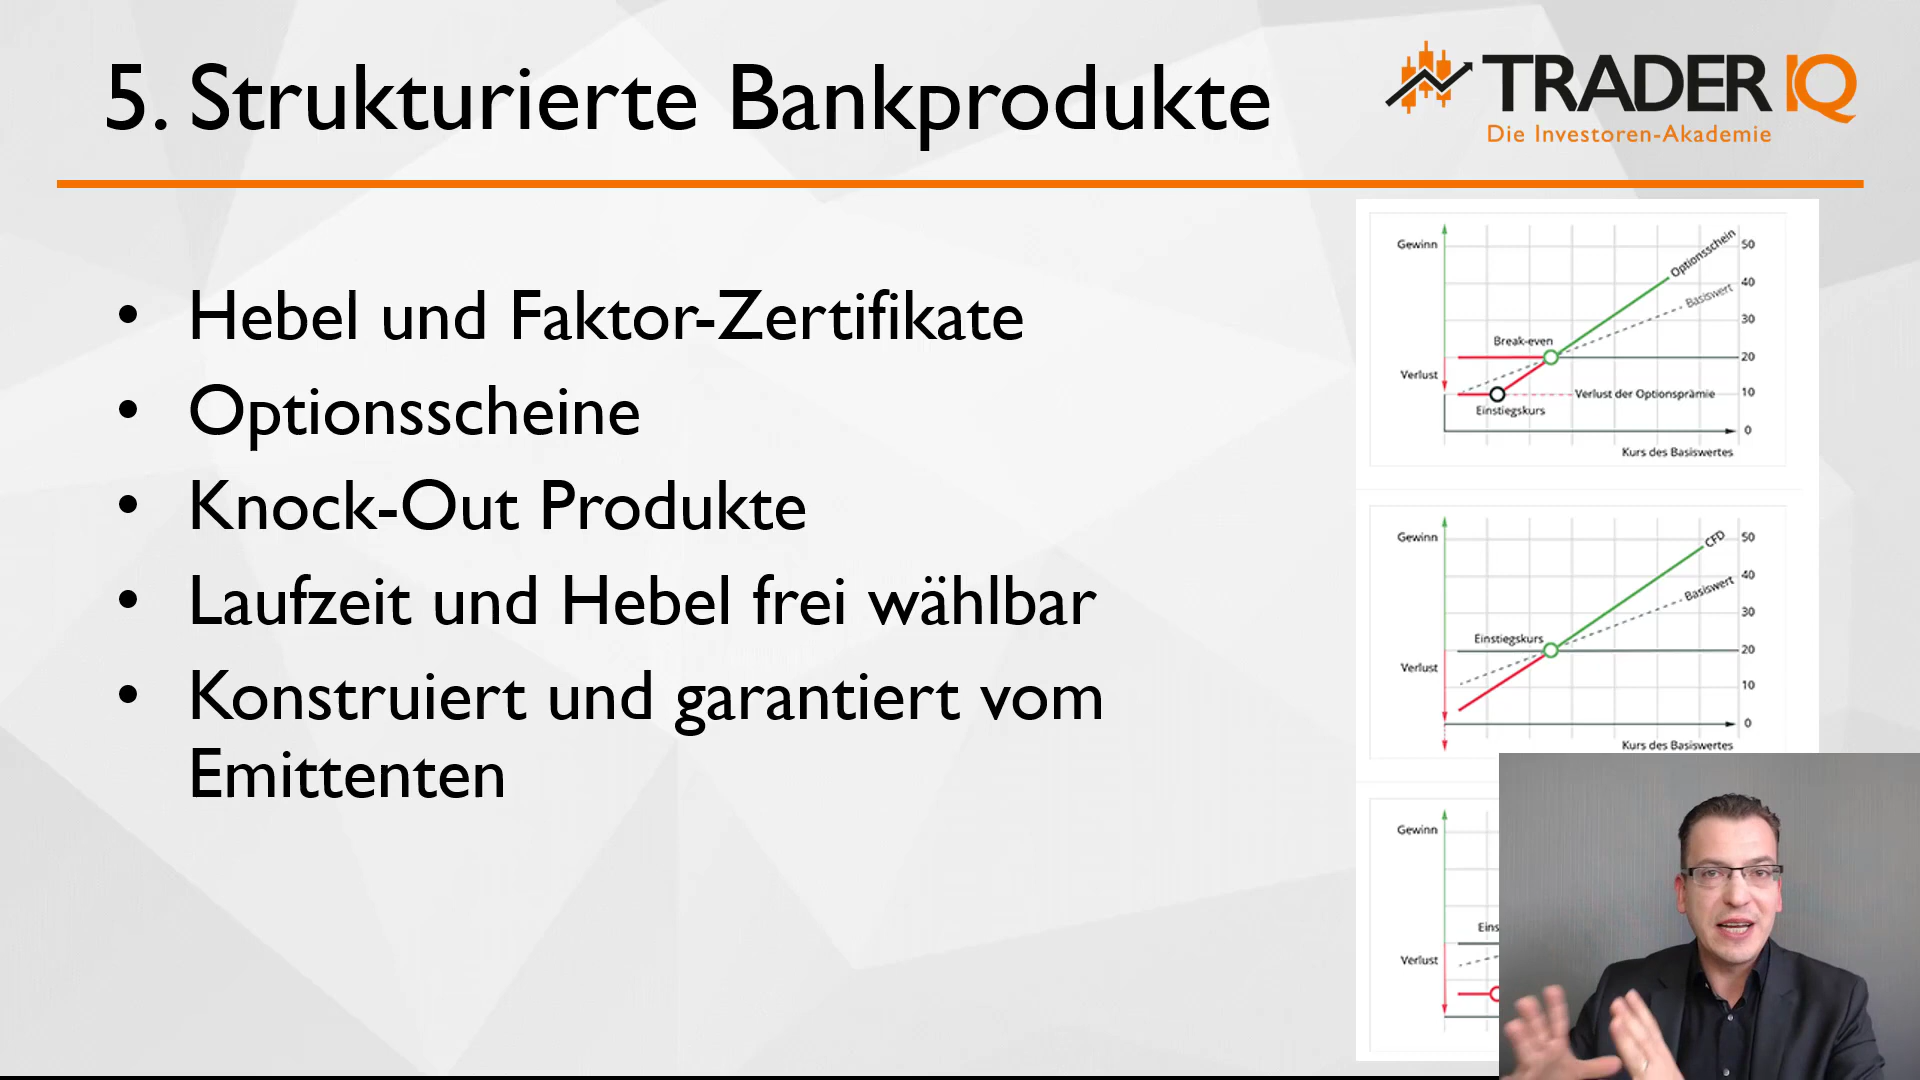 5. Strukturierte Bankprodukte
TRADER IQ
Die Investoren-Akademie
• Hebel und Faktor-Zertifikate
• Optionsscheine
• Knock-Out Produkte
• Laufzeit und Hebel frei wählbar
• Konstruiert und garantiert vom
Emittenten
Gewinn
Optionsschein
50
40
Basiswert
30
Break-even
20
Verlust
Verlust der Optionsprämie
10
Einstiegskurs
0
Kurs des Basiswertes
Gewinn
CFD
50
40
Basiswert
30
Einstiegskurs
20
Verlust
10
0
Kurs des Basiswertes
Gewinn
Eins
Verlust